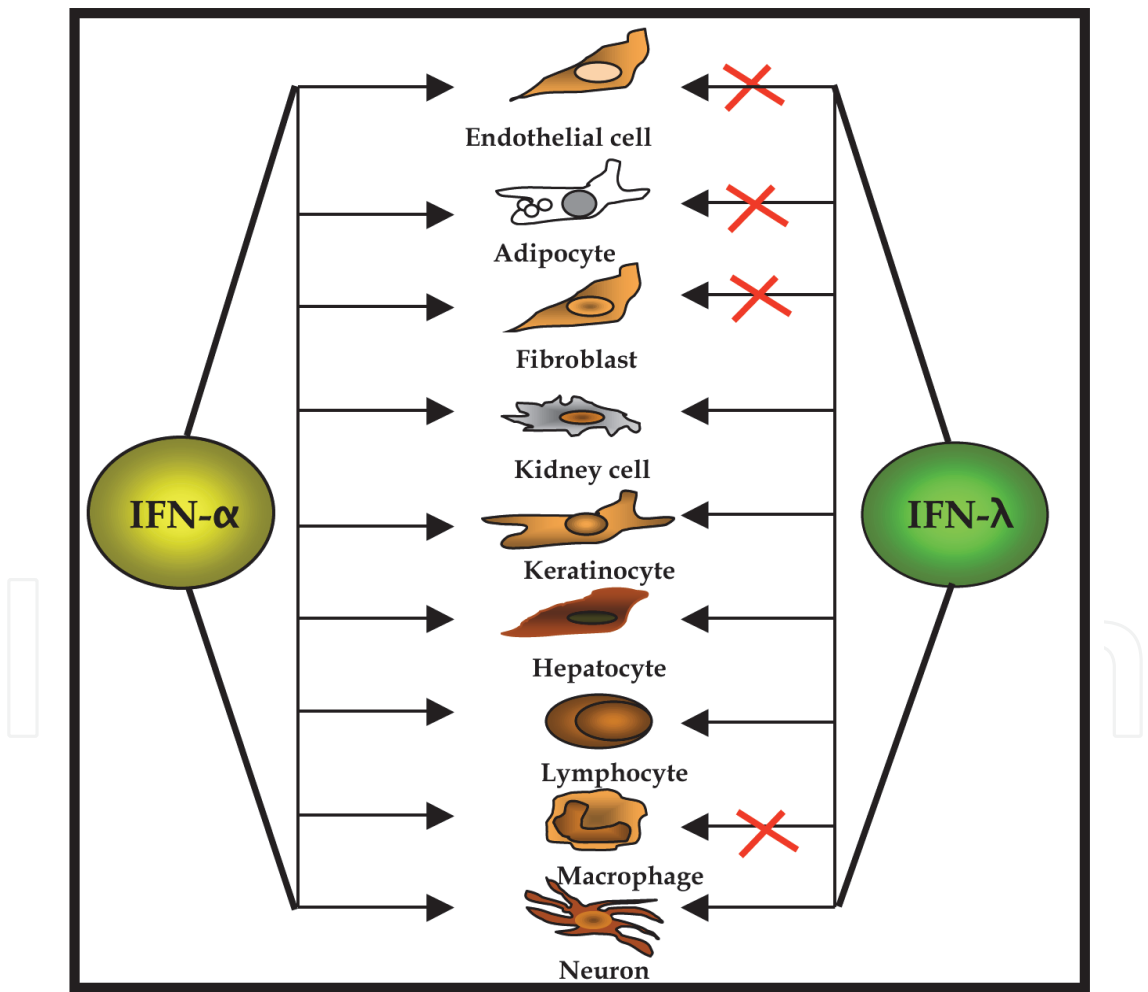 Endothelial cell
Adipocyte
Fibroblast
Kidney cell
IFN-α
IFN-λ
Keratinocyte
Hepatocyte
Lymphocyte
Macrophage
Neuron